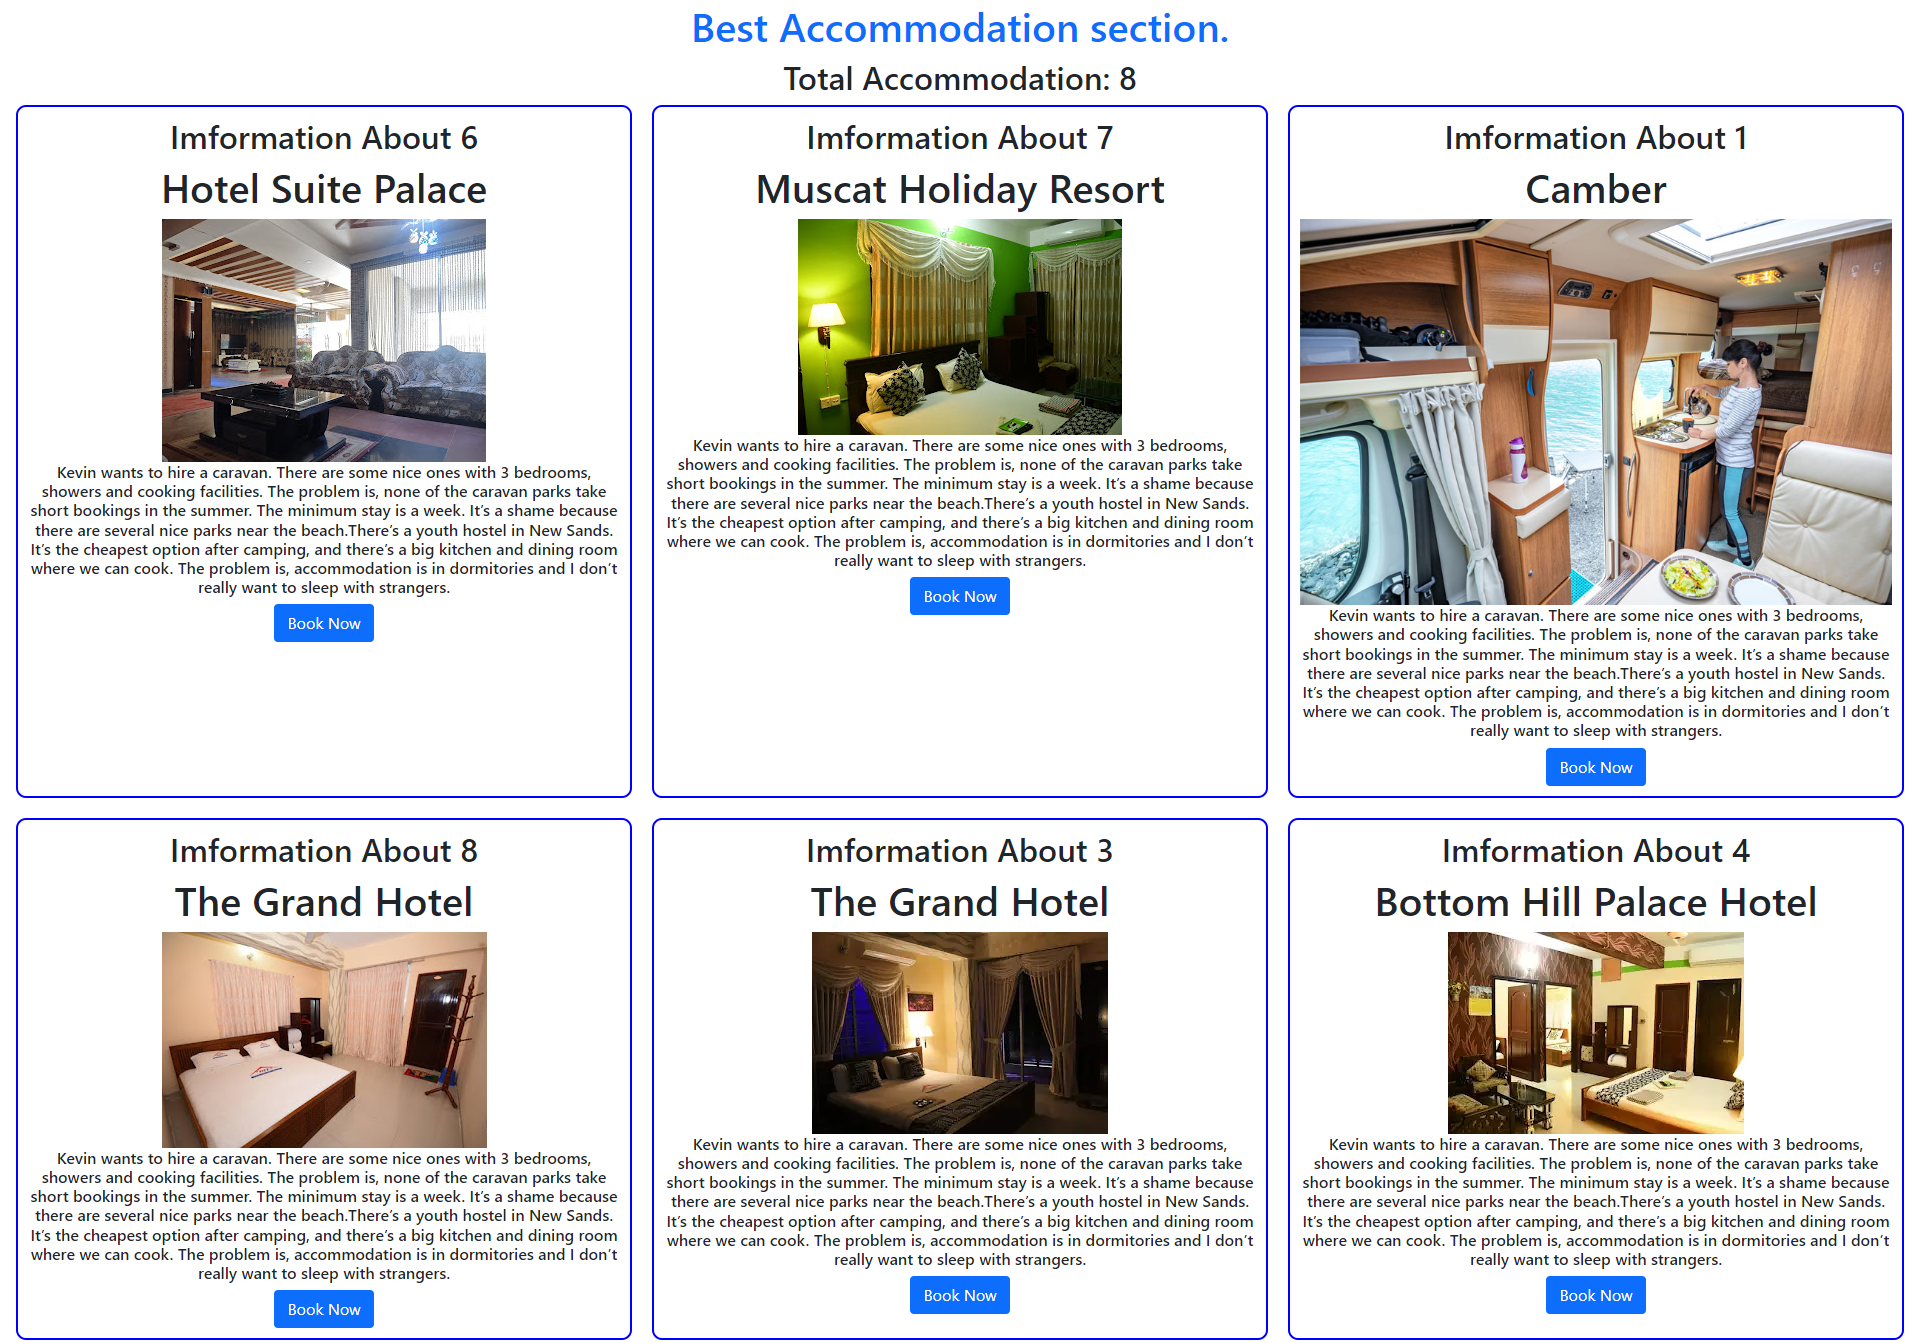 Best Accommodation section.
Total Accommodation: 8
Imformation About 6
Hotel Suite Palace
Kevin wants to hire a caravan. There are some nice ones with 3 bedrooms,
showers and cooking facilities. The problem is, none of the caravan parks take
short bookings in the summer. The minimum stay is a week. It's a shame because
there are several nice parks near the beach.There's a youth hostel in New Sands.
It's the cheapest option after camping, and there's a big kitchen and dining room
where we can cook. The problem is, accommodation is in dormitories and I don't
really want to sleep with strangers.
Book Now
Imformation About 7
Muscat Holiday Resort
Kevin wants to hire a caravan. There are some nice ones with 3 bedrooms,
showers and cooking facilities. The problem is, none of the caravan parks take
short bookings in the summer. The minimum stay is a week. It's a shame because
there are several nice parks near the beach.There's a youth hostel in New Sands.
It's the cheapest option after camping, and there's a big kitchen and dining room
where we can cook. The problem is, accommodation is in dormitories and I don't
really want to sleep with strangers.
Book Now
Imformation About 1
Camber
Kevin wants to hire a caravan. There are some nice ones with 3 bedrooms,
showers and cooking facilities. The problem is, none of the caravan parks take
short bookings in the summer. The minimum stay is a week. It's a shame because
there are several nice parks near the beach.There's a youth hostel in New Sands.
It's the cheapest option after camping, and there's a big kitchen and dining room
where we can cook. The problem is, accommodation is in dormitories and I don't
really want to sleep with strangers.
Book Now
Imformation About 8
The Grand Hotel
Kevin wants to hire a caravan. There are some nice ones with 3 bedrooms,
showers and cooking facilities. The problem is, none of the caravan parks take
short bookings in the summer. The minimum stay is a week. It's a shame because
there are several nice parks near the beach.There's a youth hostel in New Sands.
It's the cheapest option after camping, and there's a big kitchen and dining room
where we can cook. The problem is, accommodation is in dormitories and I don't
really want to sleep with strangers.
Book Now
Imformation About 3
The Grand Hotel
Kevin wants to hire a caravan. There are some nice ones with 3 bedrooms,
showers and cooking facilities. The problem is, none of the caravan parks take
short bookings in the summer. The minimum stay is a week. It's a shame because
there are several nice parks near the beach.There's a youth hostel in New Sands.
It's the cheapest option after camping, and there's a big kitchen and dining room
where we can cook. The problem is, accommodation is in dormitories and I don't
really want to sleep with strangers.
Book Now
Imformation About 4
Bottom Hill Palace Hotel
Kevin wants to hire a caravan. There are some nice ones with 3 bedrooms,
showers and cooking facilities. The problem is, none of the caravan parks take
short bookings in the summer. The minimum stay is a week. It's a shame because
there are several nice parks near the beach.There's a youth hostel in New Sands.
It's the cheapest option after camping, and there's a big kitchen and dining room
where we can cook. The problem is, accommodation is in dormitories and I don't
really want to sleep with strangers.
Book Now